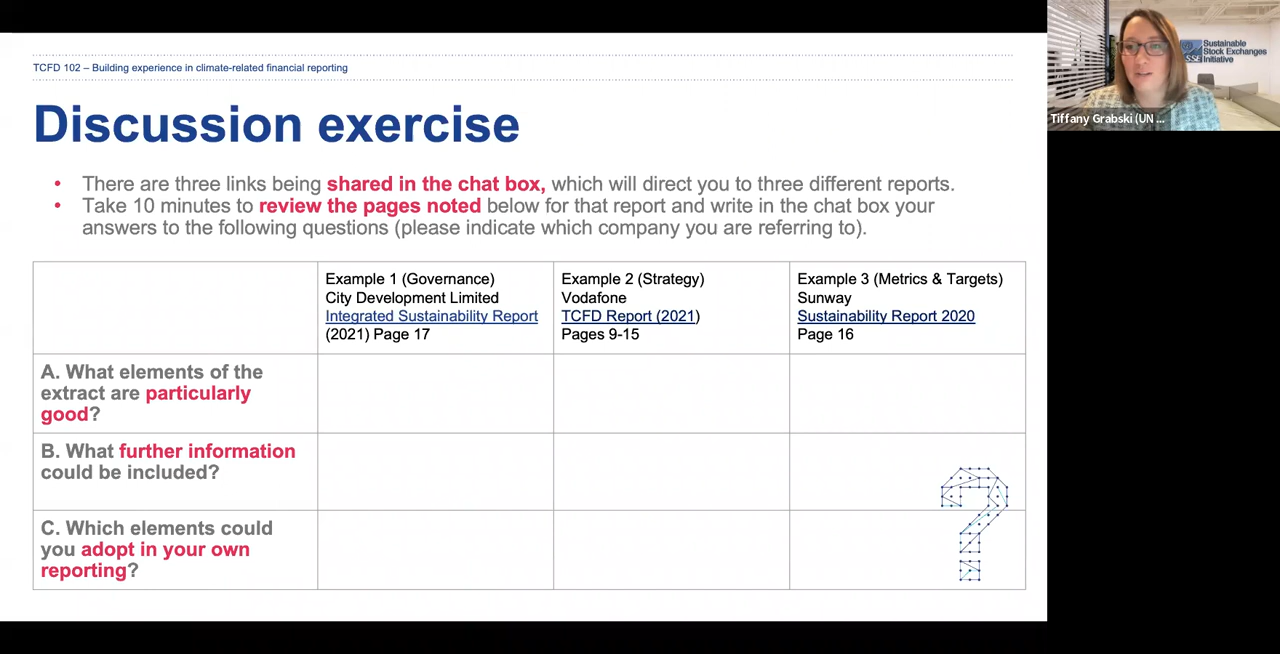 TCFD 102 – Building experience in climate-related financial reporting
Discussion exercise
• There are three links being shared in the chat box, which will direct you to three different reports.
• Take 10 minutes to review the pages noted below for that report and write in the chat box your
answers to the following questions (please indicate which company you are referring to).
Example 1 (Governance)
City Development Limited
Integrated Sustainability Report
(2021) Page 17
Example 2 (Strategy)
Vodafone
TCFD Report (2021)
Pages 9-15
Example 3 (Metrics & Targets)
Sunway
Sustainability Report 2020
Page 16
A. What elements of the
extract are particularly
good?
B. What further information
could be included?
C. Which elements could
you adopt in your own
reporting?
Sustainable
Stock Exchanges
Initiative
SSE
Tiffany Grabski (UN ...